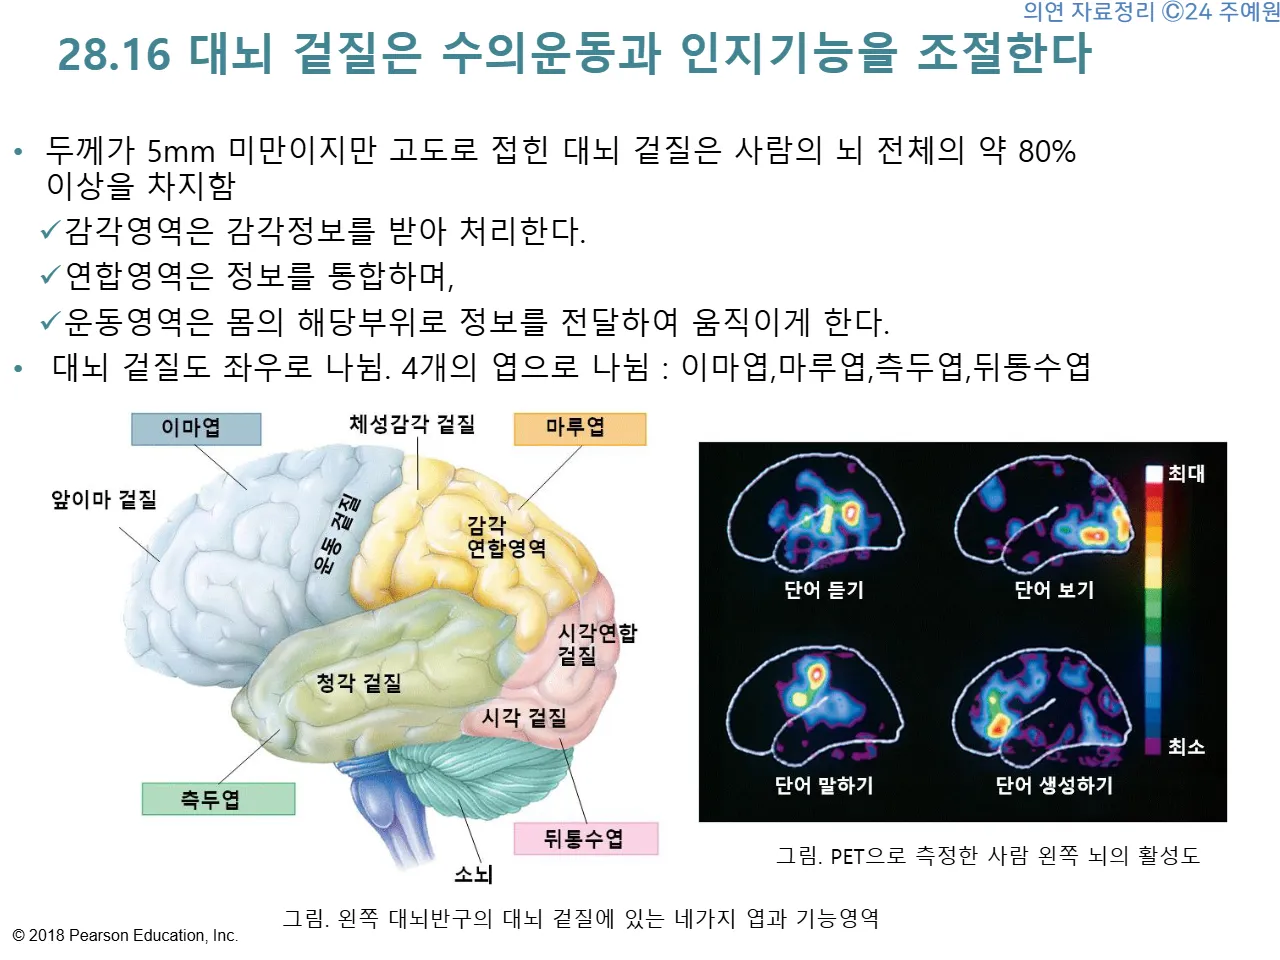 의연 자료정리 Ⓒ24 주예원
28.16 대뇌 겉질은 수의운동과 인지기능을 조절한다
• 두께가 5mm 미만이지만 고도로 접힌 대뇌 겉질은 사람의 뇌 전체의 약 80%
이상을 차지함
✓감각영역은 감각정보를 받아 처리한다.
✓연합영역은 정보를 통합하며,
✓운동영역은 몸의 해당부위로 정보를 전달하여 움직이게 한다.
• 대뇌 겉질도 좌우로 나뉨. 4개의 엽으로 나뉨 : 이마엽,마루엽,측두엽,뒤통수엽
이마엽
체성감각 겉질
마루엽
앞이마 겉질
운동 겉질
감각
연합영역
시각연합
겉질
청각 겉질
시각 겉질
측두엽
뒤통수엽
소뇌
최대
단어 듣기
단어 보기
최소
단어 말하기
단어 생성하기
그림. PET으로 측정한 사람 왼쪽 뇌의 활성도
그림. 왼쪽 대뇌반구의 대뇌 겉질에 있는 네가지 엽과 기능영역
© 2018 Pearson Education, Inc.